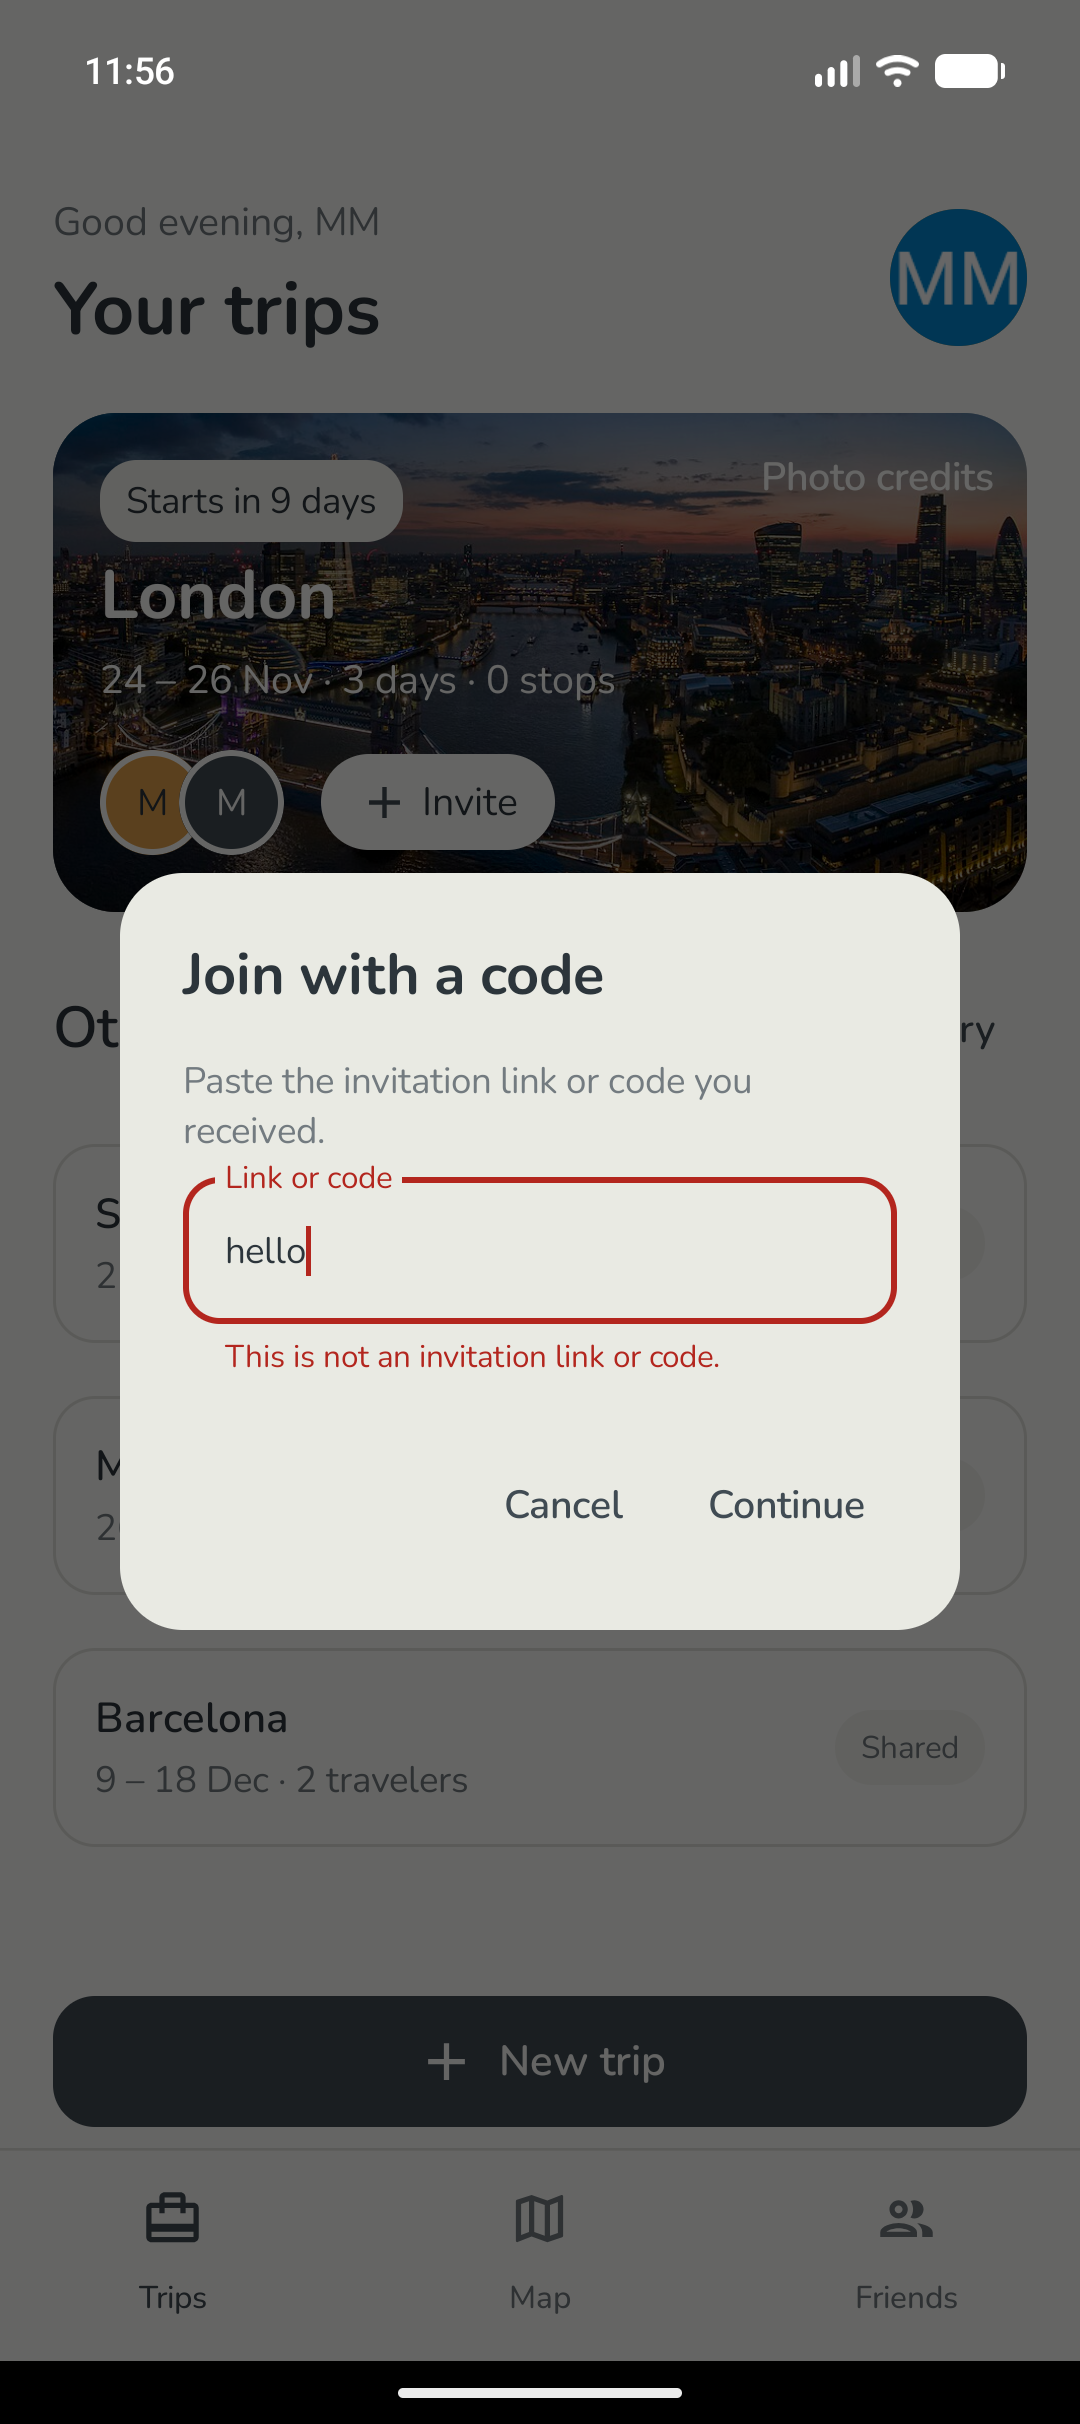 11:56
Good evening, MM
Your trips
MM
Starts in 9 days
Photo credits
London
24 – 26 Nov · 3 days · 0 stops
M
M
+ Invite
Join with a code
Paste the invitation link or code you
received.
Link or code
hello
This is not an invitation link or code.
Cancel
Continue
Barcelona
9 – 18 Dec · 2 travelers
Shared
+ New trip
Trips
Map
Friends